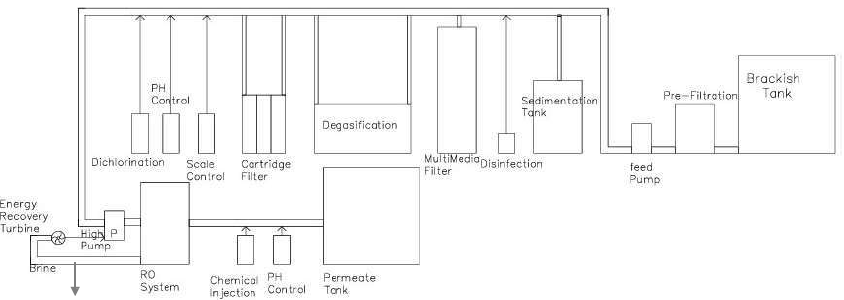 Brackish
Tank
Pre-Filtration
PH
Control
Sedimentation
Tank
Degasification
Dichlorination
Scale
Control
Cartridge
Filter
MultiMedia
Filter
Disinfection
feed
Pump
Energy
Recovery
Turbine
High P
Pump
Brine
RO
System
Chemical
Injection
PH
Control
Permeate
Tank